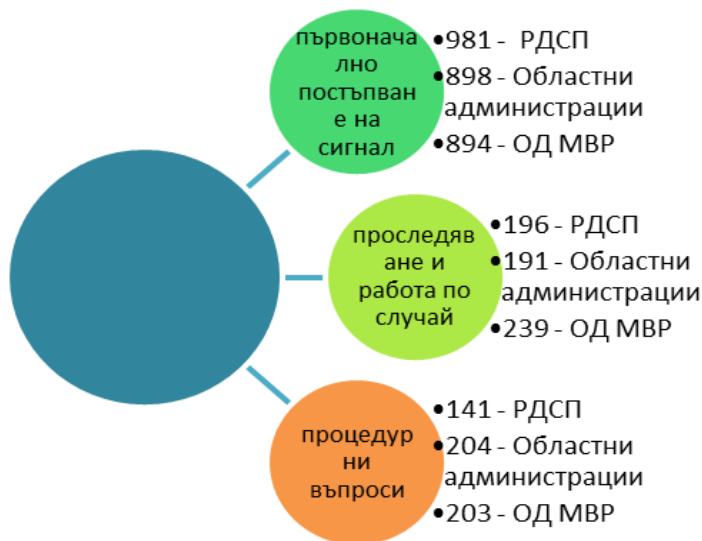 първонача
лно
постъпван
е на
сигнал
•981 -  РДСП
•898 - Областни
администрации
•894 - ОД МВР
проследяв
ане и
работа по
случай
•196 - РДСП
•191 - Областни
администрации
•239 - ОД МВР
процедур
ни
въпроси
•141 - РДСП
•204 - Областни
администрации
•203 - ОД МВР